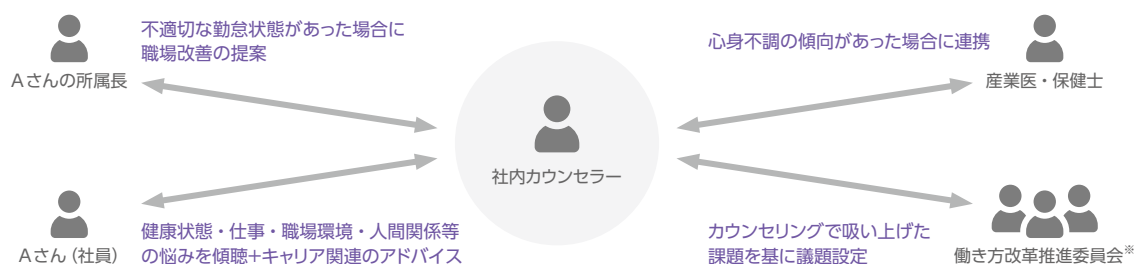 不適切な勤怠状態があった場合に
職場改善の提案
Aさんの所属長
心身不調の傾向があった場合に連携
産業医・保健士
社内カウンセラー
健康状態・仕事・職場環境・人間関係等
の悩みを傾聴+キャリア関連のアドバイス
Aさん（社員）
カウンセリングで吸い上げた
課題を基に議題設定
働き方改革推進委員会※